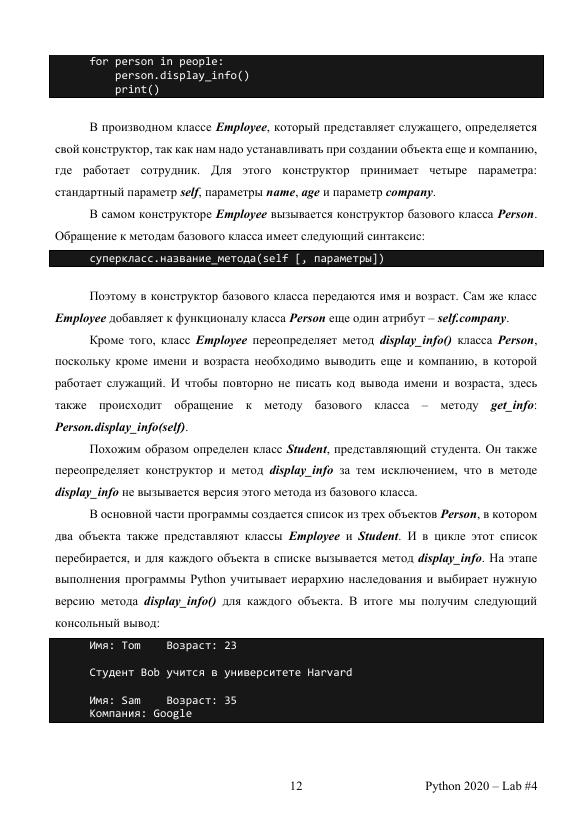 for person in people:
    person.display_info()
    print()
В производном классе Employee, который представляет служащего, определяется
свой конструктор, так как нам надо устанавливать при создании объекта еще и компанию,
где работает сотрудник. Для этого конструктор принимает четыре параметра:
стандартный параметр self, параметры name, age и параметр company.
В самом конструкторе Employee вызывается конструктор базового класса Person.
Обращение к методам базового класса имеет следующий синтаксис:
суперкласс.название_метода(self [, параметры])
Поэтому в конструктор базового класса передаются имя и возраст. Сам же класс
Employee добавляет к функционалу класса Person еще один атрибут – self.company.
Кроме того, класс Employee переопределяет метод display_info() класса Person,
поскольку кроме имени и возраста необходимо выводить еще и компанию, в которой
работает служащий. И чтобы повторно не писать код вывода имени и возраста, здесь
также происходит обращение к методу базового класса – методу get_info:
Person.display_info(self).
Похожим образом определен класс Student, представляющий студента. Он также
переопределяет конструктор и метод display_info за тем исключением, что в методе
display_info не вызывается версия этого метода из базового класса.
В основной части программы создается список из трех объектов Person, в котором
два объекта также представляют классы Employee и Student. И в цикле этот список
перебирается, и для каждого объекта в списке вызывается метод display_info. На этапе
выполнения программы Python учитывает иерархию наследования и выбирает нужную
версию метода display_info() для каждого объекта. В итоге мы получим следующий
консольный вывод:
Имя: Tom    Возраст: 23
Студент Bob учится в университете Harvard
Имя: Sam    Возраст: 35
Компания: Google
12
Python 2020 – Lab #4